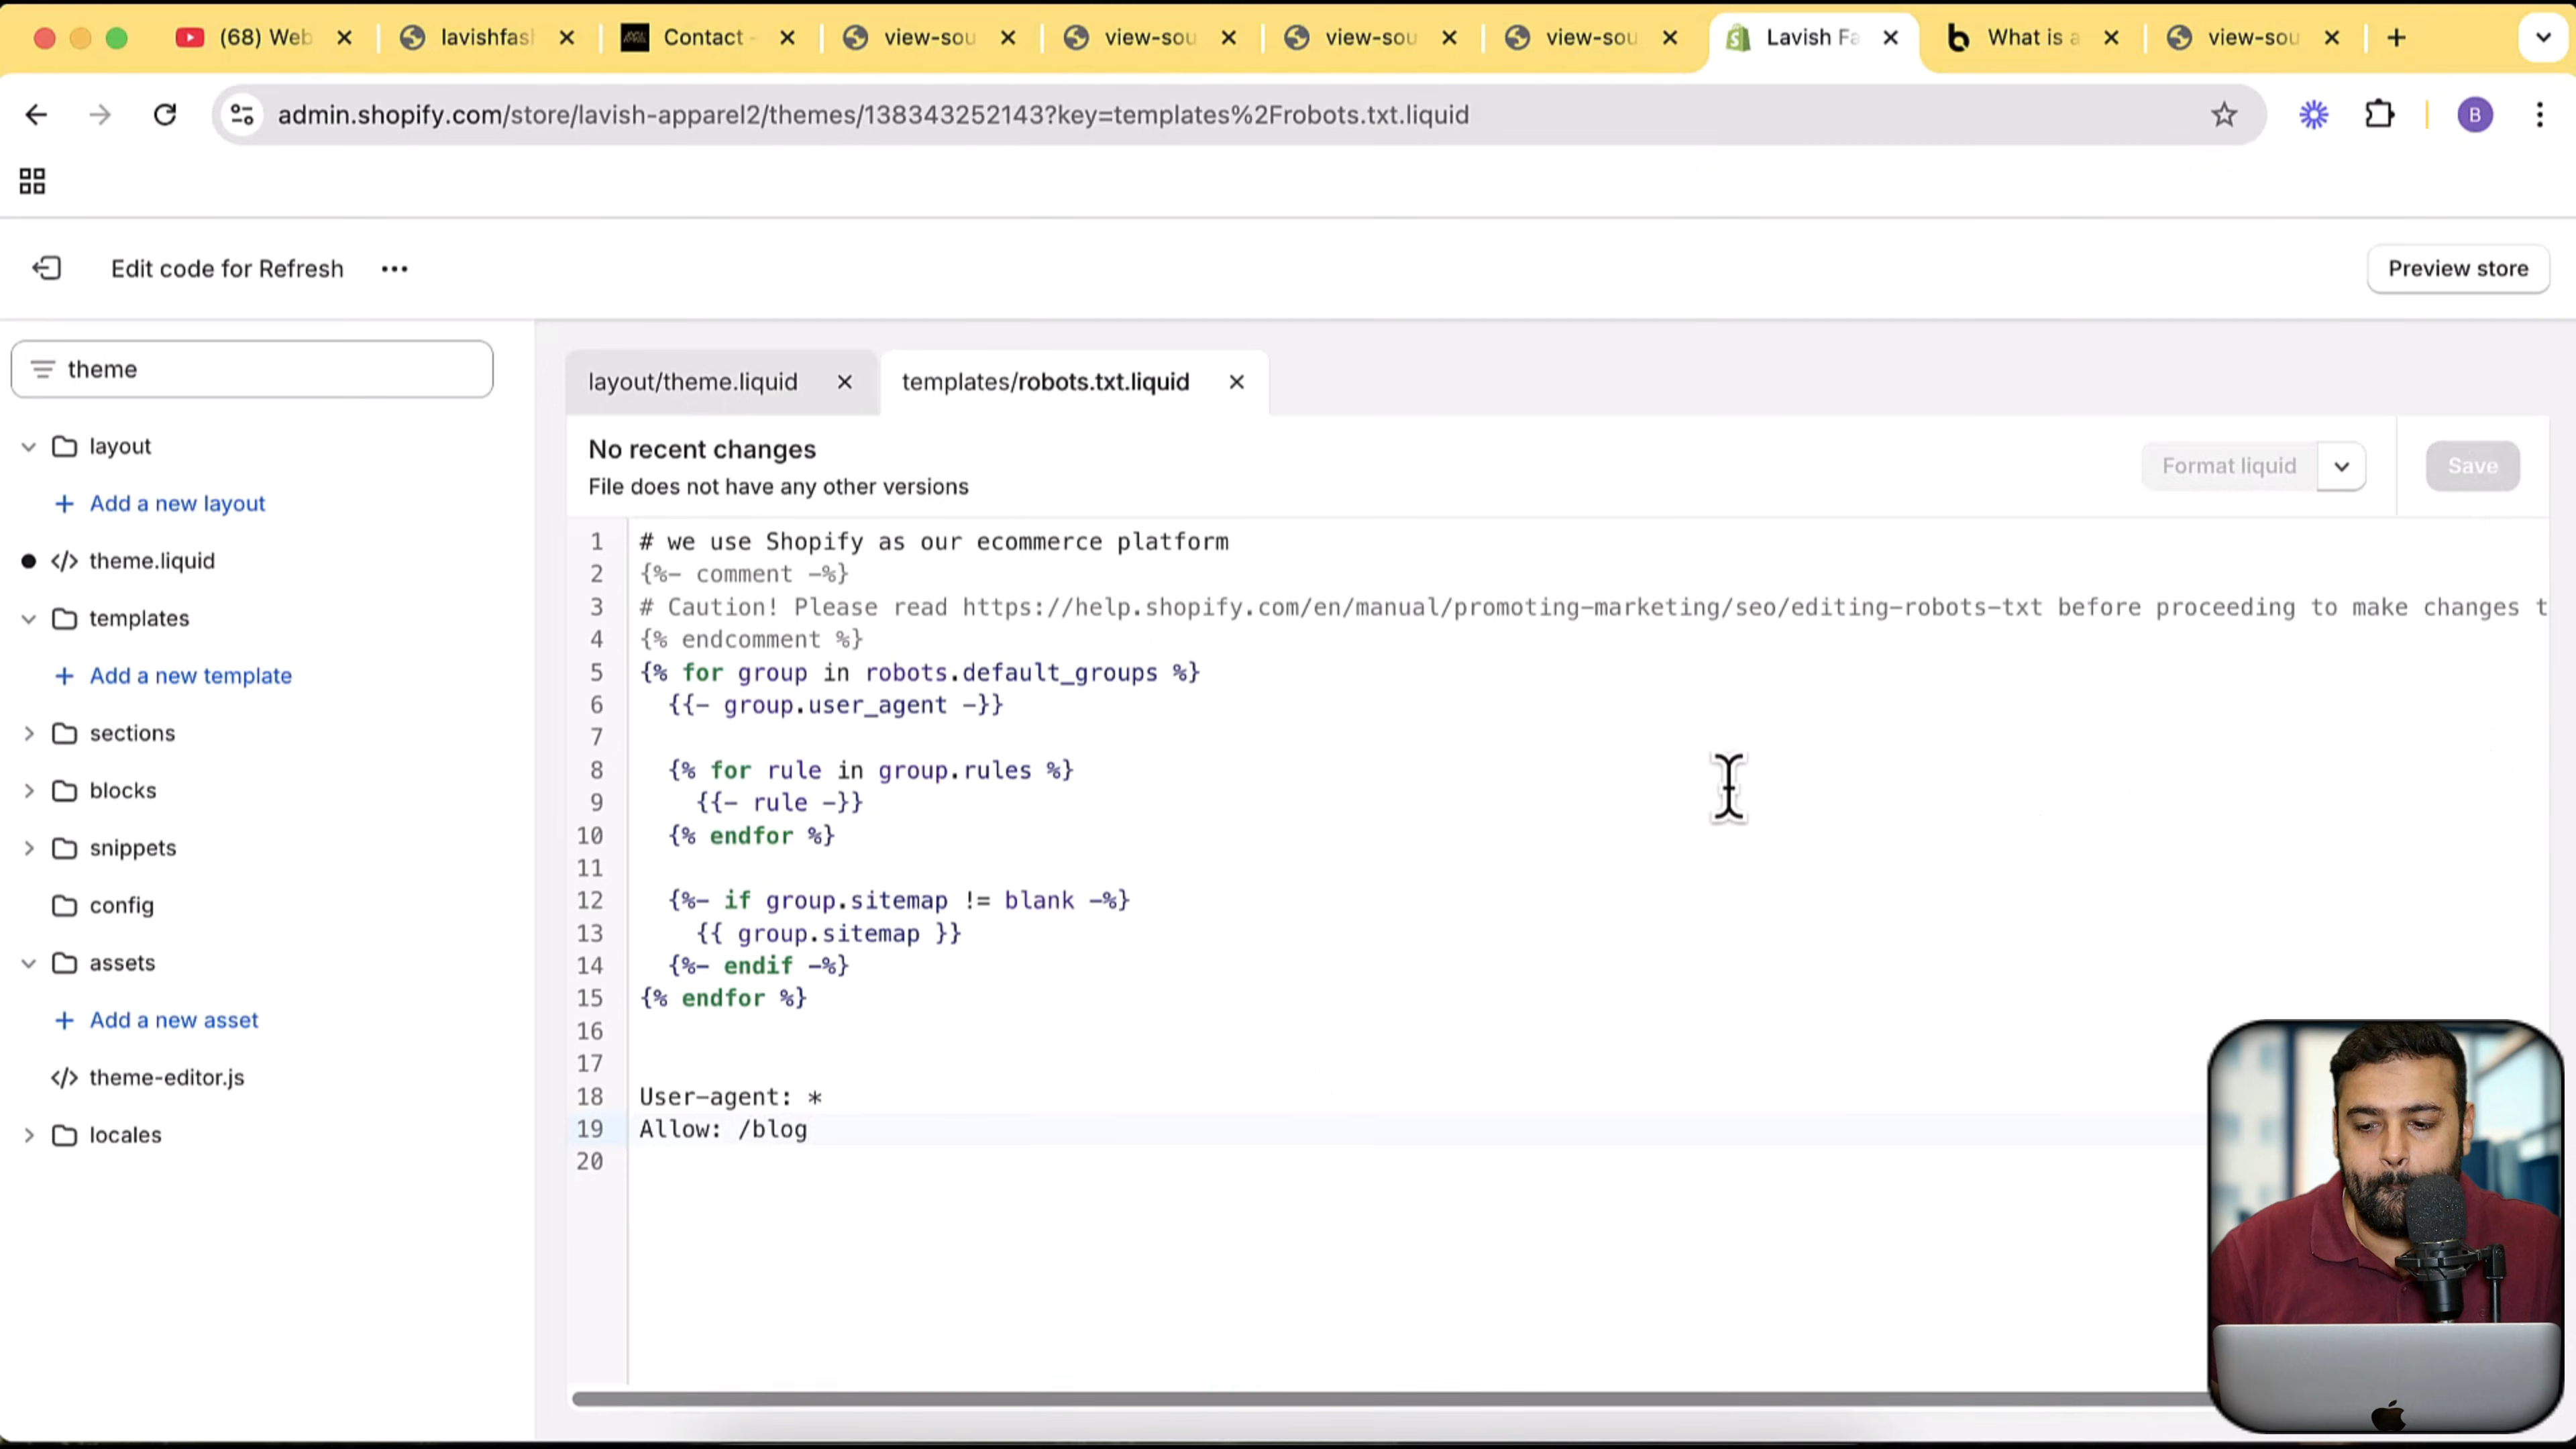 (68) Web
lavishfas
Contact -
view-sou
view-sou
view-sou
view-sou
Lavish Fa
What is a
view-sou
admin.shopify.com/store/lavish-apparel2/themes/138343252143?key=templates%2Frobots.txt.liquid
B
Edit code for Refresh
Preview store
theme
layout
Add a new layout
theme.liquid
templates
Add a new template
sections
blocks
snippets
config
assets
Add a new asset
theme-editor.js
locales
layout/theme.liquid
templates/robots.txt.liquid
No recent changes
File does not have any other versions
Format liquid
Save
1 # we use Shopify as our ecommerce platform
2 {%- comment -%}
3 # Caution! Please read https://help.shopify.com/en/manual/promoting-marketing/seo/editing-robots-txt before proceeding to make changes t
4 {% endcomment %}
5 {% for group in robots.default_groups %}
6 {{- group.user_agent -}}
7
8 {% for rule in group.rules %}
9 {{- rule -}}
10 {% endfor %}
11
12 {%- if group.sitemap != blank -%}
13 {{ group.sitemap }}
14 {%- endif -%}
15 {% endfor %}
16
17
18 User-agent: *
19 Allow: /blog
20